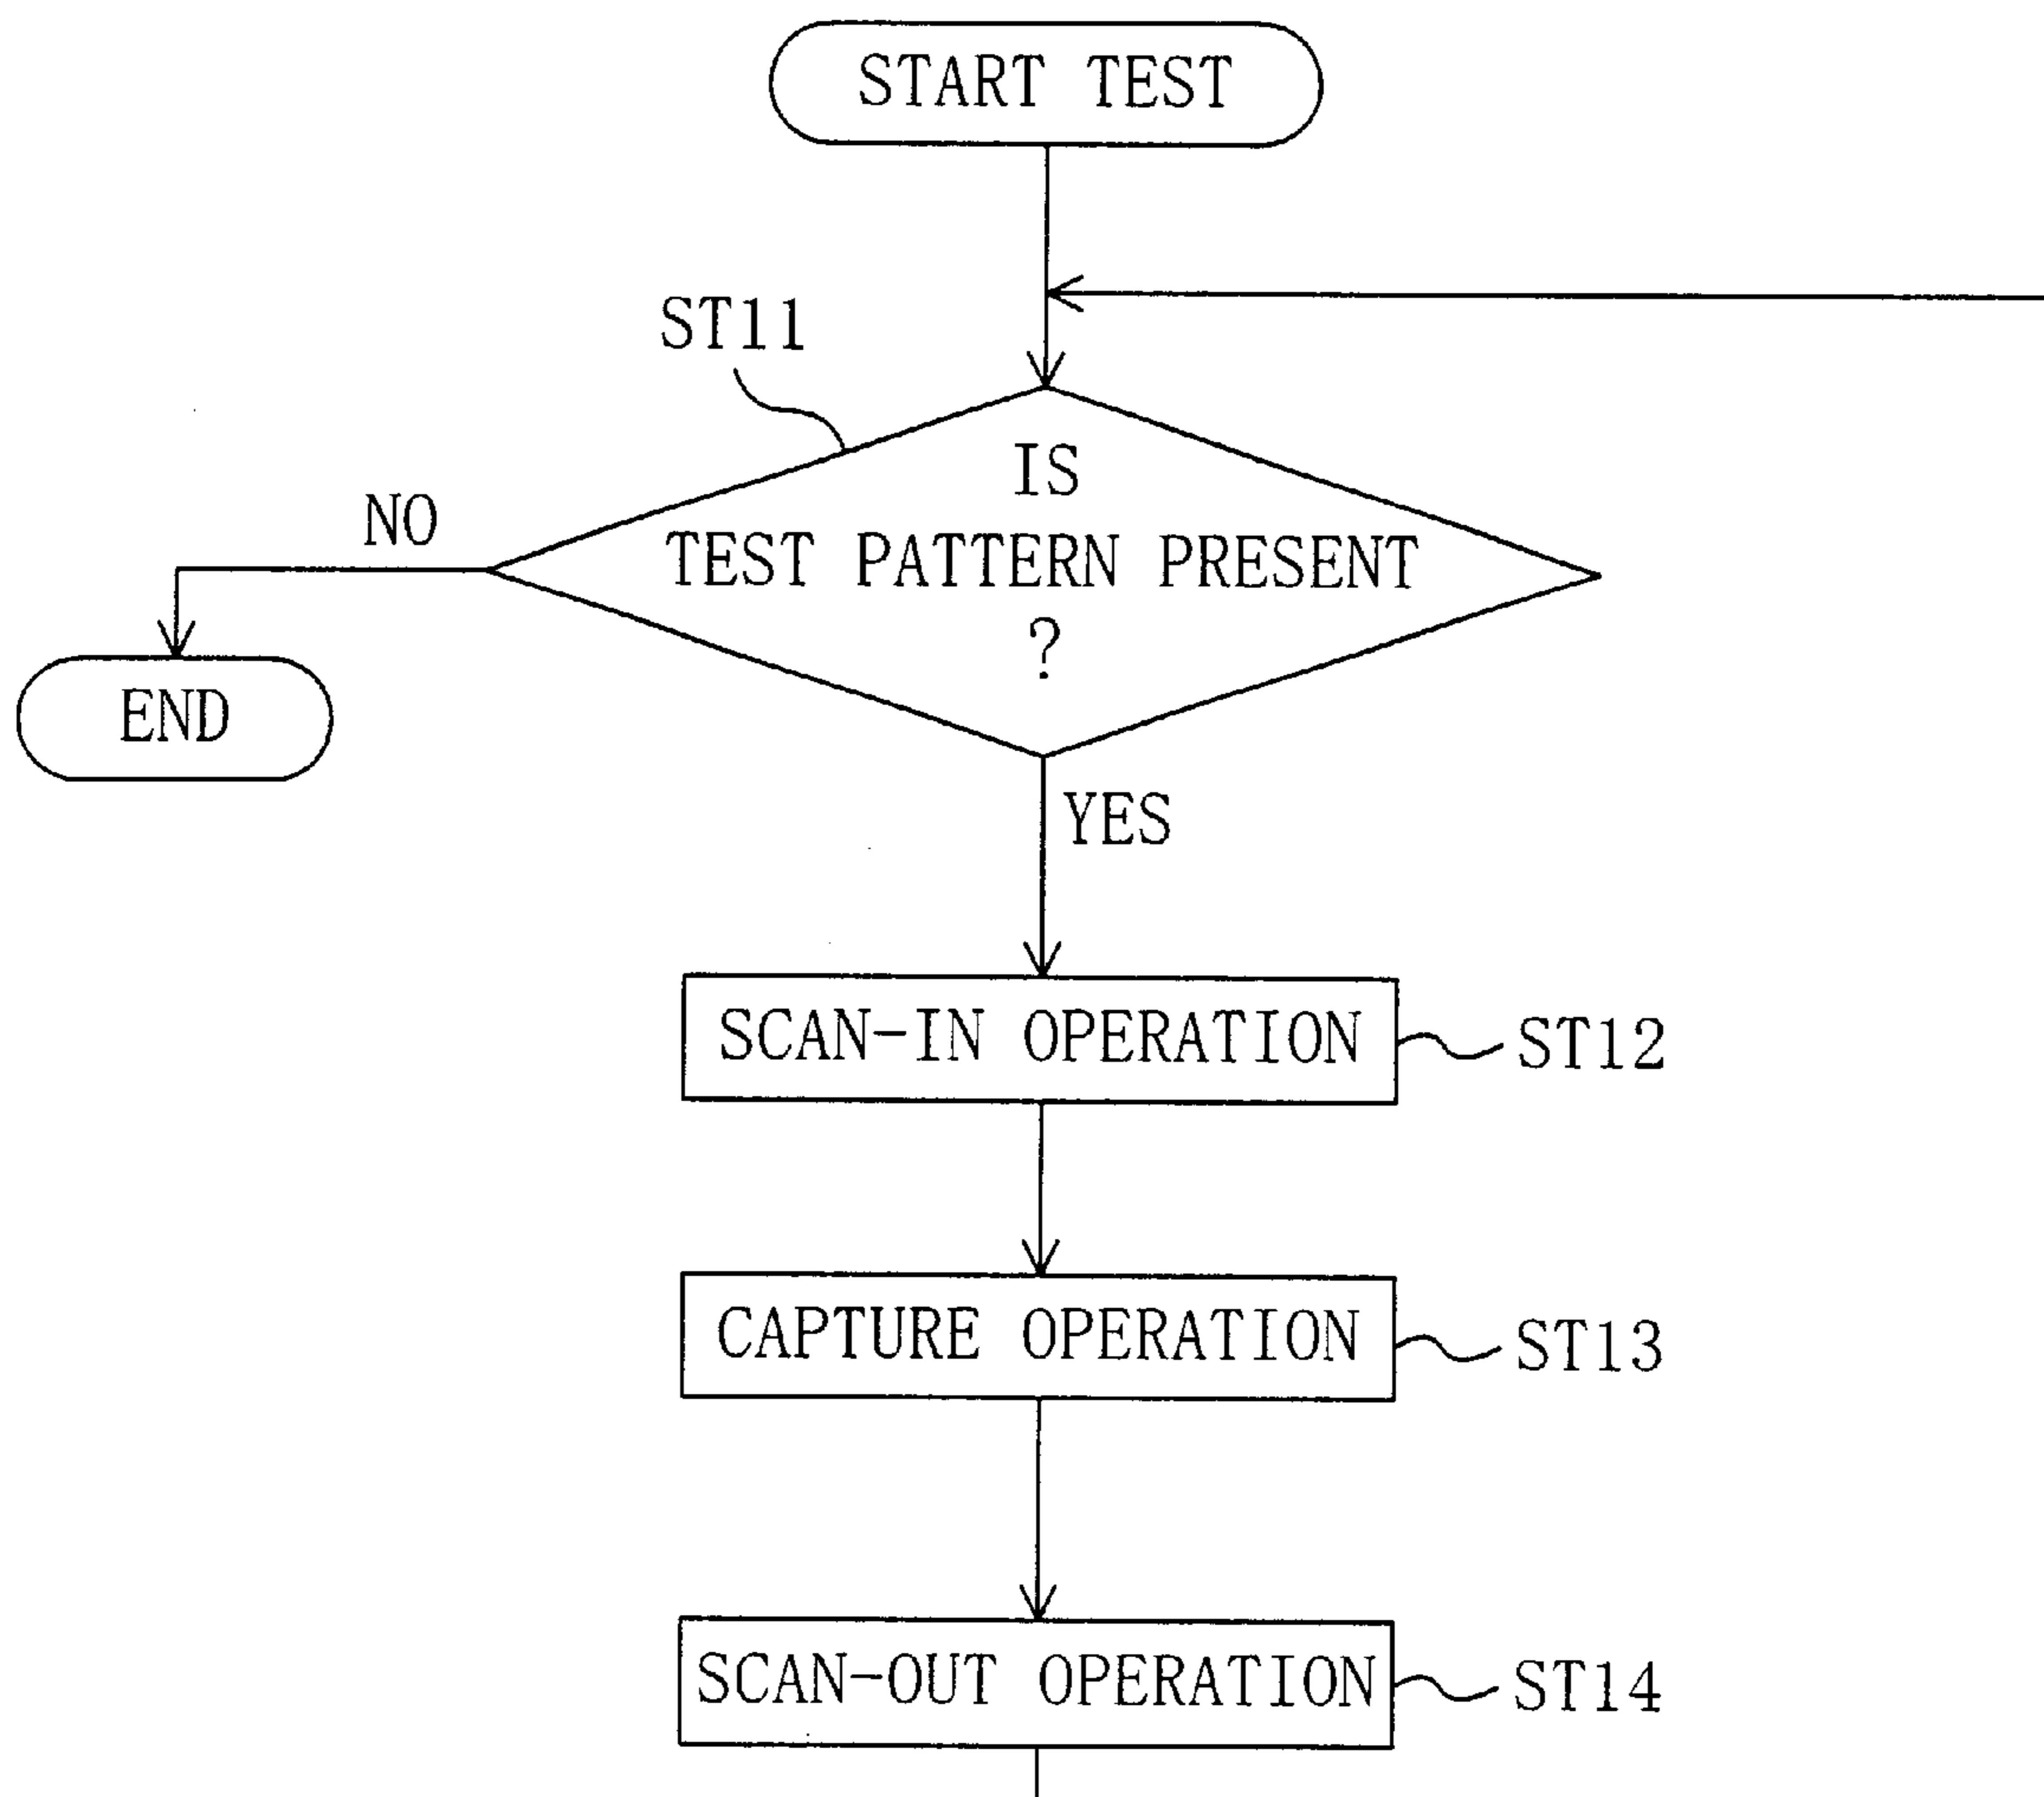 START TEST
ST11
IS
TEST PATTERN PRESENT
?
NO
END
YES
SCAN-IN OPERATION
ST12
CAPTURE OPERATION
ST13
SCAN-OUT OPERATION
ST14